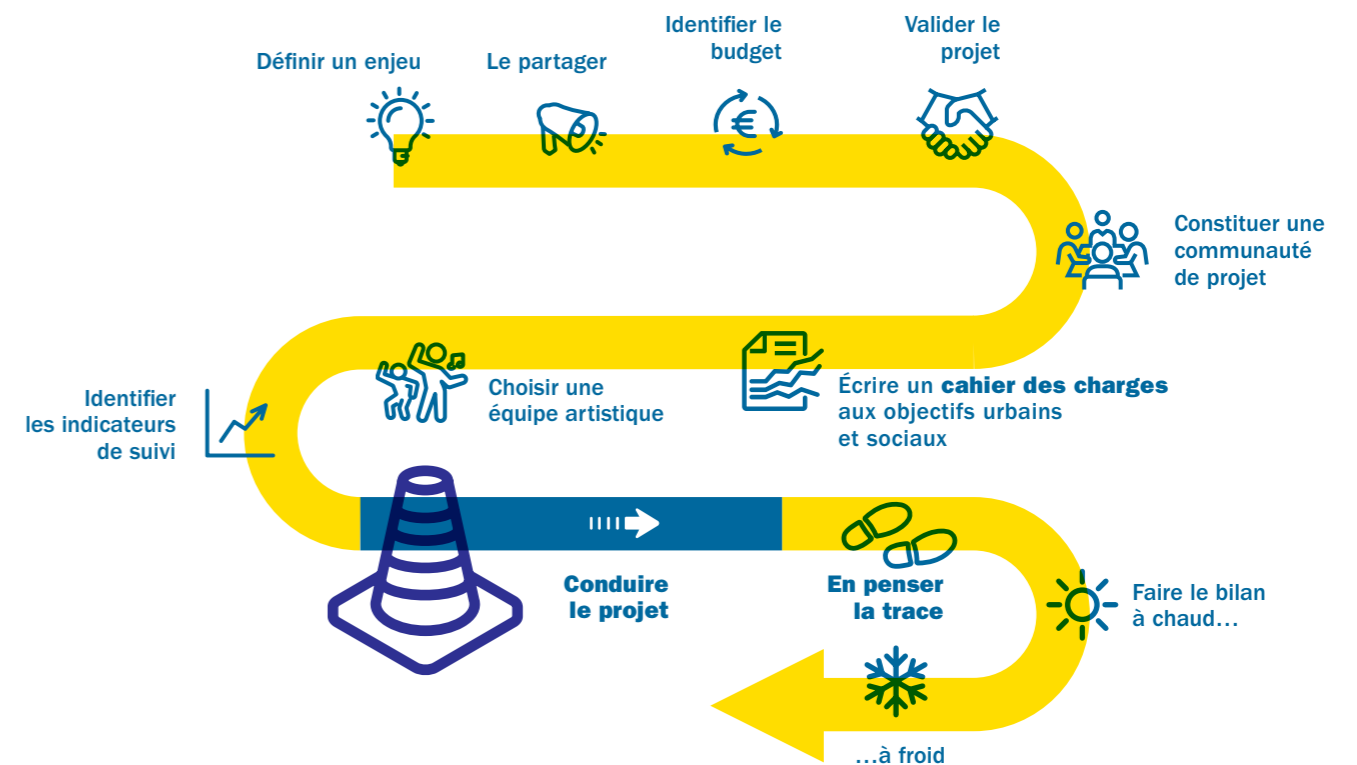 Définir un enjeu
Le partager
Identifier le
budget
Valider le
projet
Constituer une
communauté
de projet
Écrire un cahier des charges
aux objectifs urbains
et sociaux
Choisir une
équipe artistique
Identifier
les indicateurs
de suivi
Conduire
le projet
En penser
la trace
Faire le bilan
à chaud...
...à froid